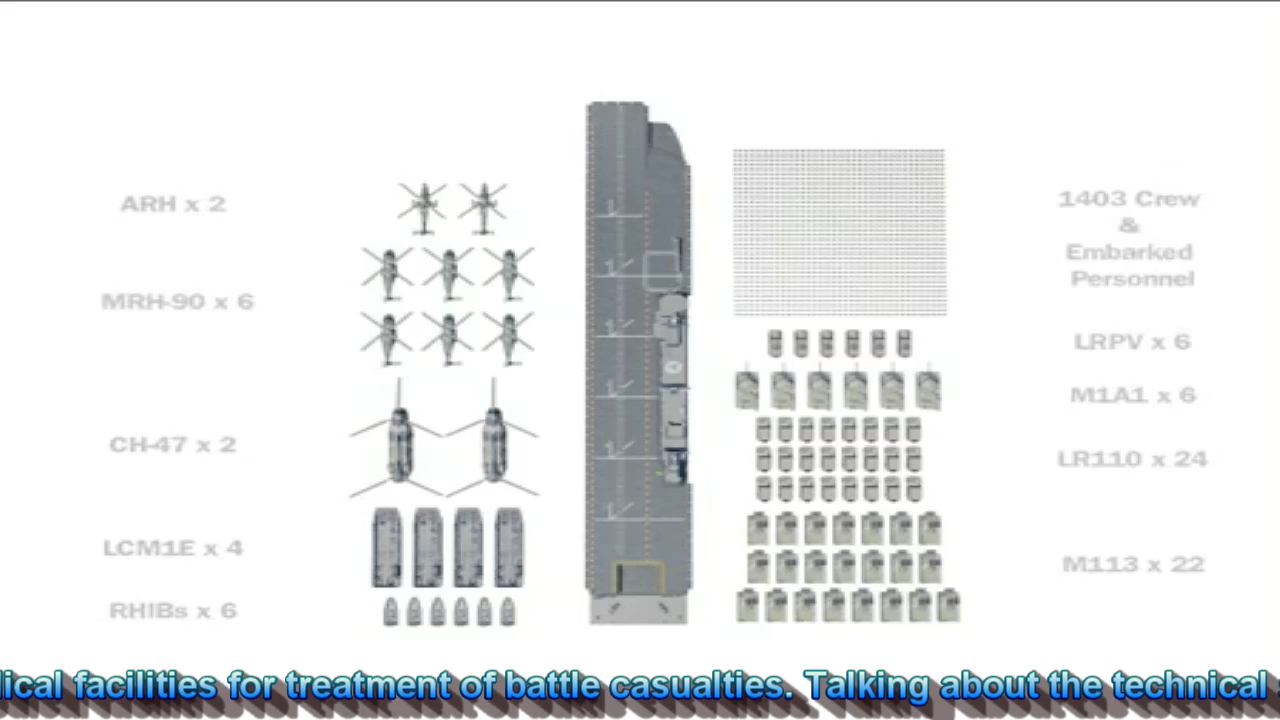 ARH x 2
MRH-90 x 6
CH-47 x 2
LCM1E x 4
RHIBs x 6
1403 Crew
&
Embarked
Personnel
LRPV x 6
M1A1 x 6
LR110 x 24
M113 x 22
facilities for treatment of battle casualties. Talking about the technical